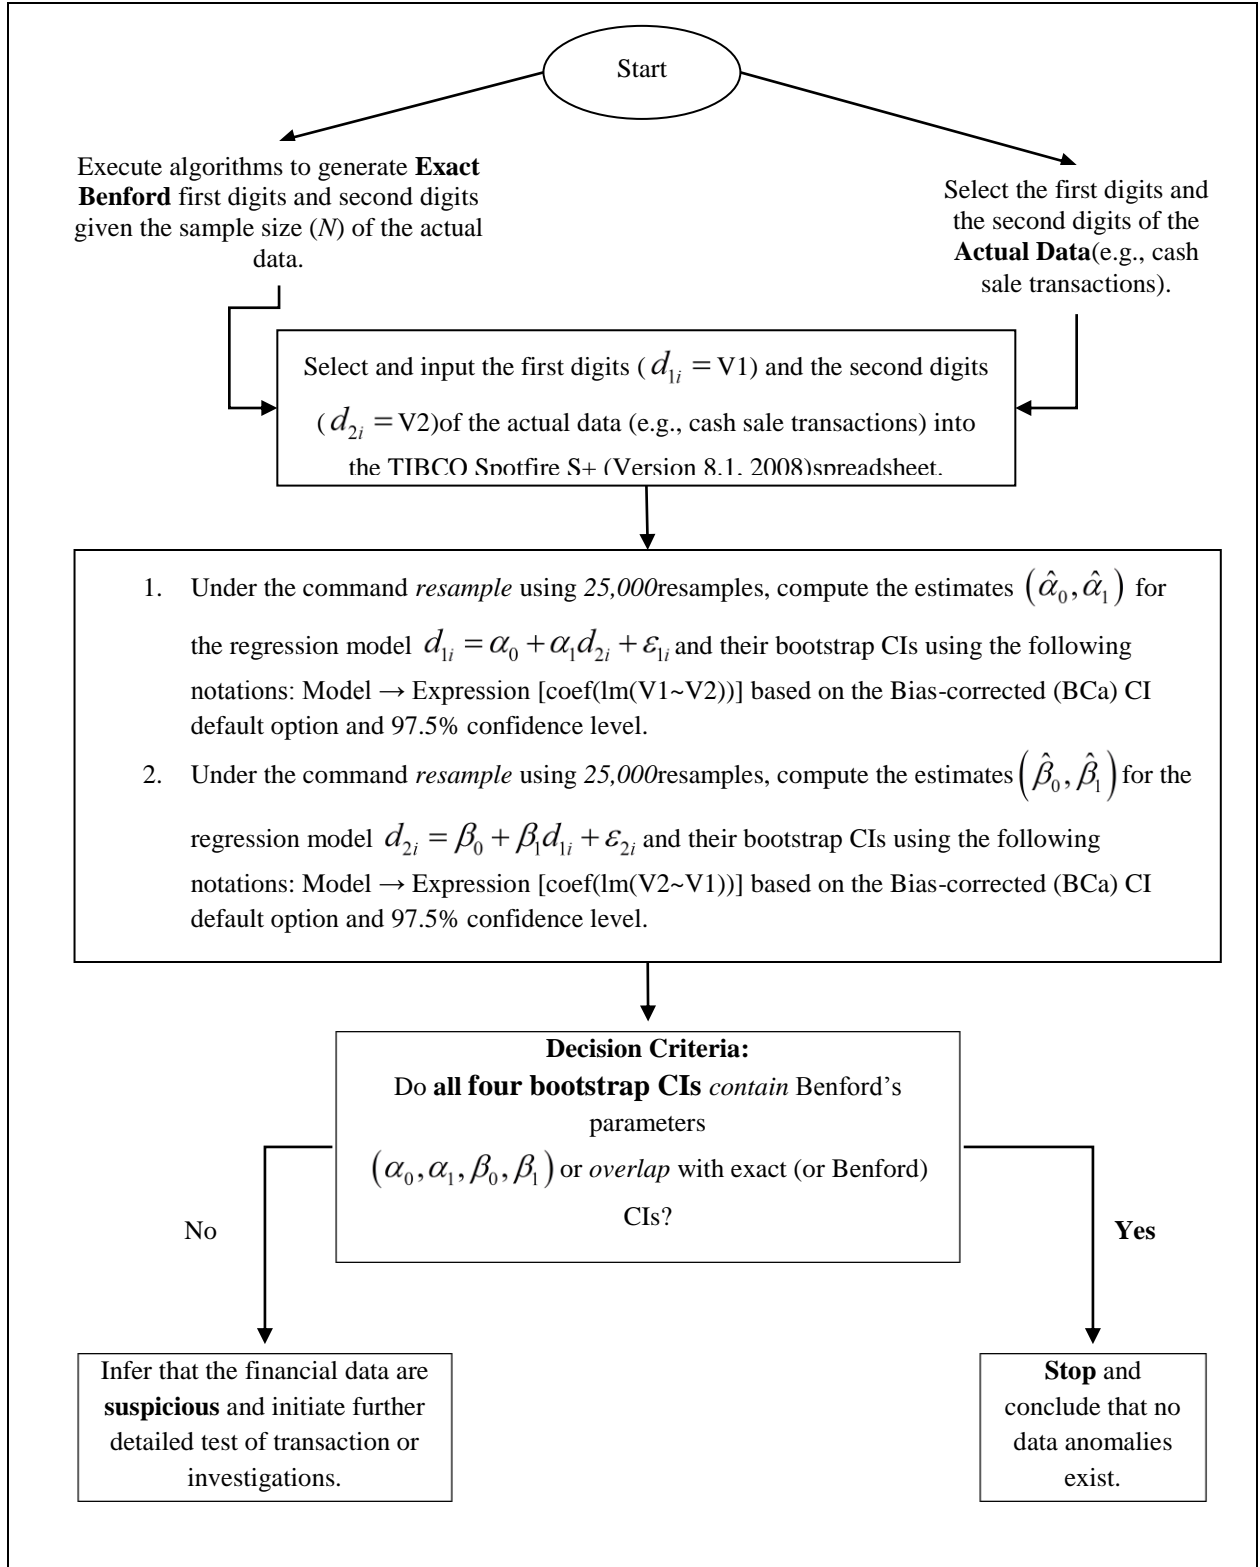 Start
Execute algorithms to generate Exact
Benford first digits and second digits
given the sample size (N) of the actual
data.
Select the first digits and
the second digits of the
Actual Data(e.g., cash
sale transactions).
Select and input the first digits ( d₁ᵢ = V1) and the second digits
( d₂ᵢ = V2)of the actual data (e.g., cash sale transactions) into
the TIBCO Spotfire S+ (Version 8.1, 2008)spreadsheet.
1. Under the command resample using 25,000resamples, compute the estimates (α̂₀, α̂₁) for
the regression model d₁ᵢ = α₀ + α₁d₂ᵢ + ε₁ᵢ and their bootstrap CIs using the following
notations: Model → Expression [coef(lm(V1~V2))] based on the Bias-corrected (BCa) CI
default option and 97.5% confidence level.
2. Under the command resample using 25,000resamples, compute the estimates (β̂₀, β̂₁) for the
regression model d₂ᵢ = β₀ + β₁d₁ᵢ + ε₂ᵢ and their bootstrap CIs using the following
notations: Model → Expression [coef(lm(V2~V1))] based on the Bias-corrected (BCa) CI
default option and 97.5% confidence level.
Decision Criteria:
Do all four bootstrap CIs contain Benford's
parameters
(α₀, α₁, β₀, β₁) or overlap with exact (or Benford)
CIs?
No
Yes
Infer that the financial data are
suspicious and initiate further
detailed test of transaction or
investigations.
Stop and
conclude that no
data anomalies
exist.